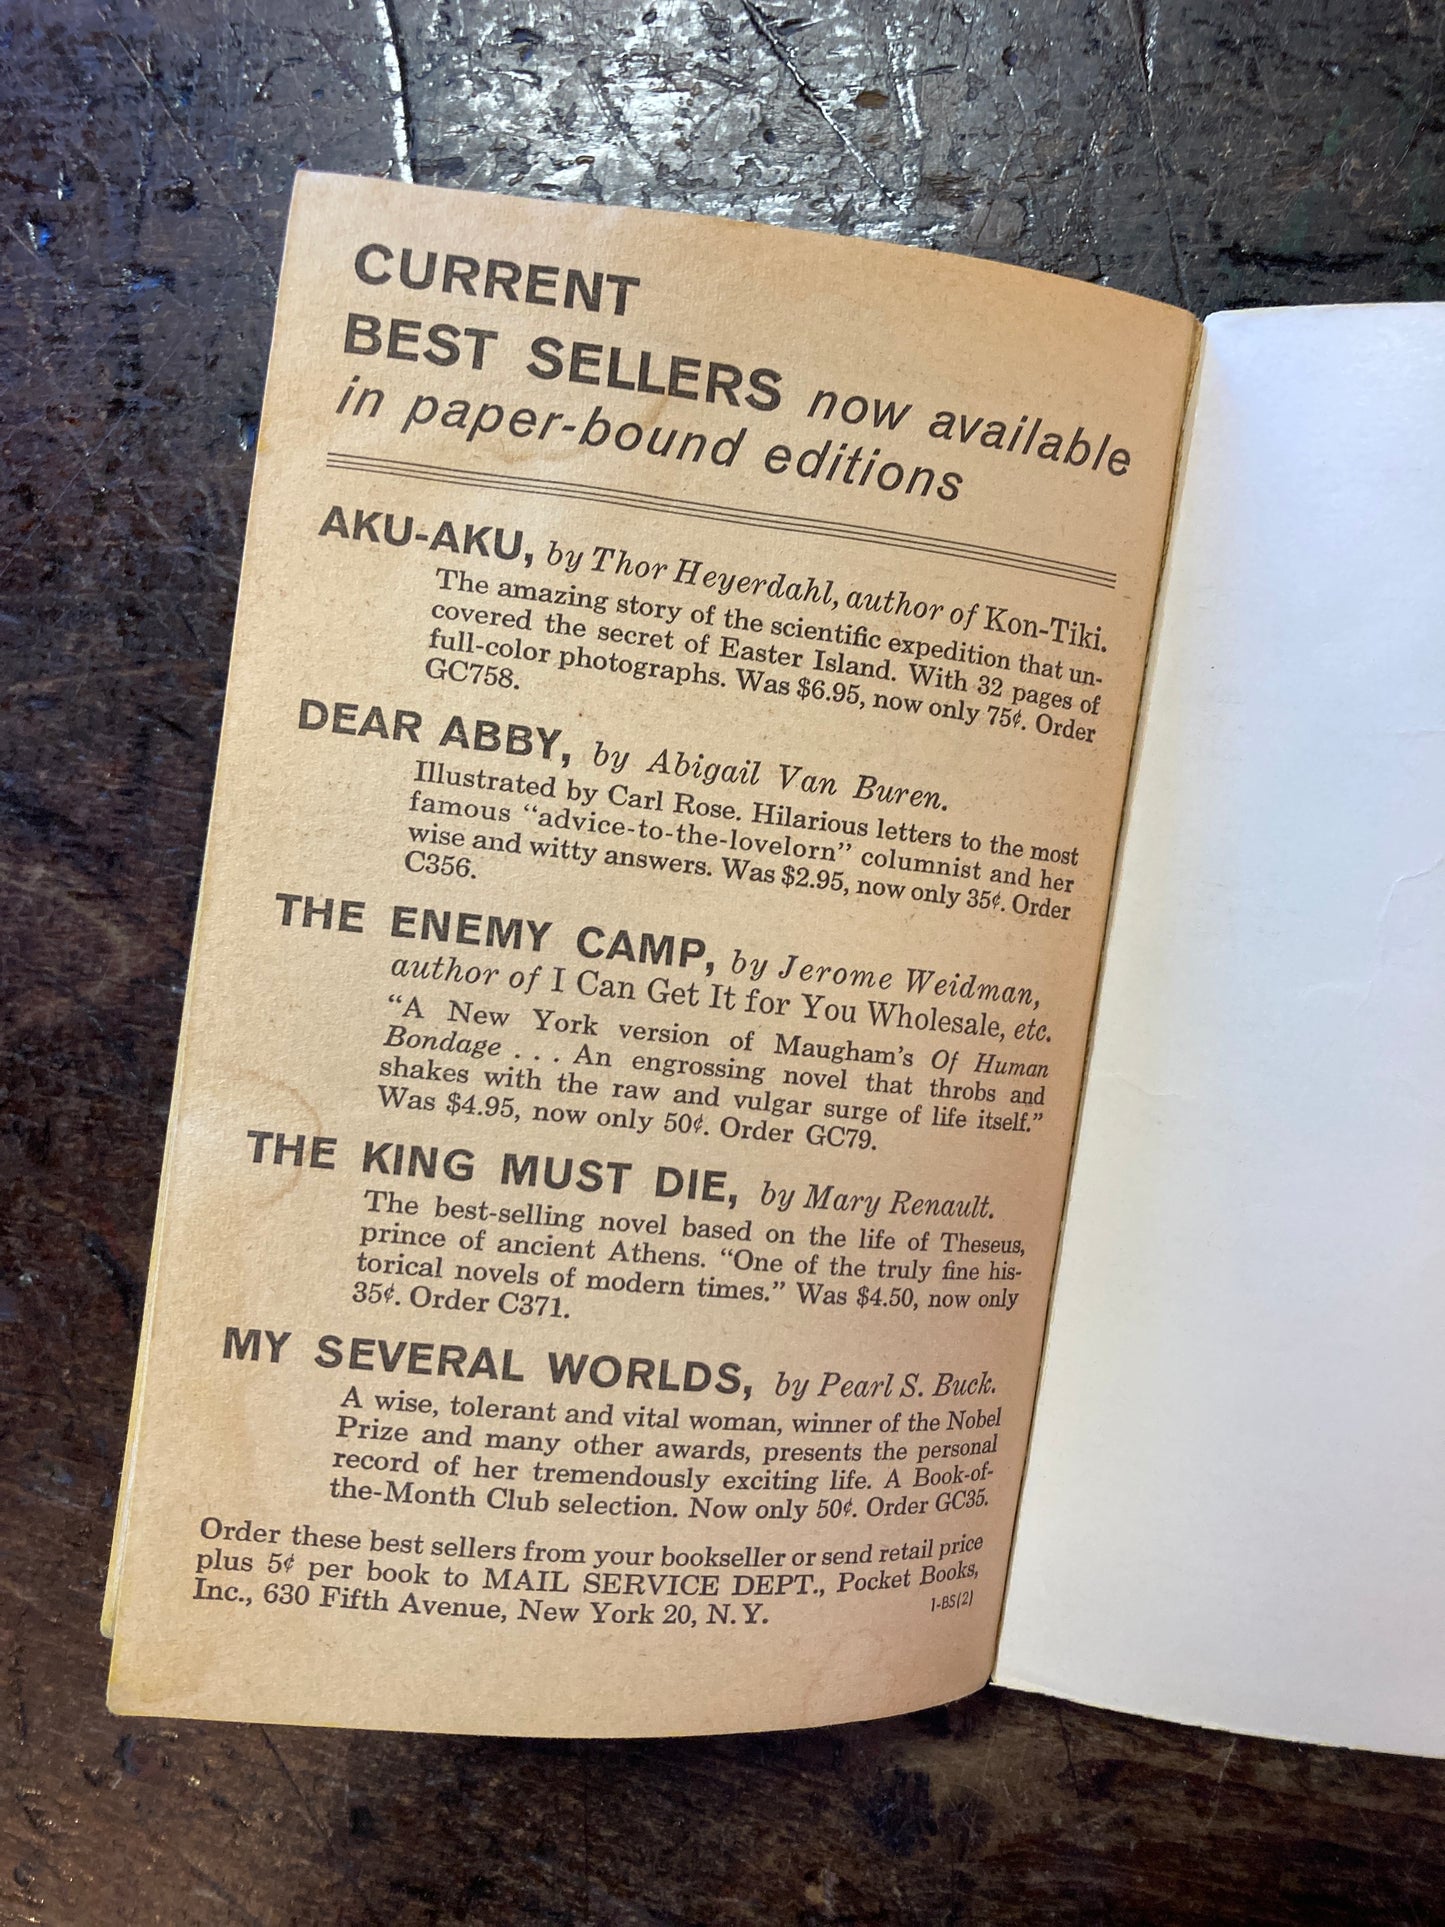 CURRENT
BEST SELLERS now available
in paper-bound editions
AKU-AKU, by Thor Heyerdahl, author of Kon-Tiki.
The amazing story of the scientific expedition that un-
covered the secret of Easter Island. With 32 pages of
full-color photographs. Was $6.95, now only 75¢. Order
GC758.
DEAR ABBY, by Abigail Van Buren.
Illustrated by Carl Rose. Hilarious letters to the most
famous “advice-to-the-lovelorn” columnist and her
wise and witty answers. Was $2.95, now only 35¢. Order
C356.
THE ENEMY CAMP, by Jerome Weidman,
author of I Can Get It for You Wholesale, etc.
“A New York version of Maugham’s Of Human
Bondage . . . An engrossing novel that throbs and
shakes with the raw and vulgar surge of life itself.”
Was $4.95, now only 50¢. Order GC79.
THE KING MUST DIE, by Mary Renault.
The best-selling novel based on the life of Theseus,
prince of ancient Athens. “One of the truly fine his-
torical novels of modern times.” Was $4.50, now only
35¢. Order C371.
MY SEVERAL WORLDS, by Pearl S. Buck.
A wise, tolerant and vital woman, winner of the Nobel
Prize and many other awards, presents the personal
record of her tremendously exciting life. A Book-of-
the-Month Club selection. Now only 50¢. Order GC35.
Order these best sellers from your bookseller or send retail price
plus 5¢ per book to MAIL SERVICE DEPT., Pocket Books,
Inc., 630 Fifth Avenue, New York 20, N. Y. 1-BS(2)